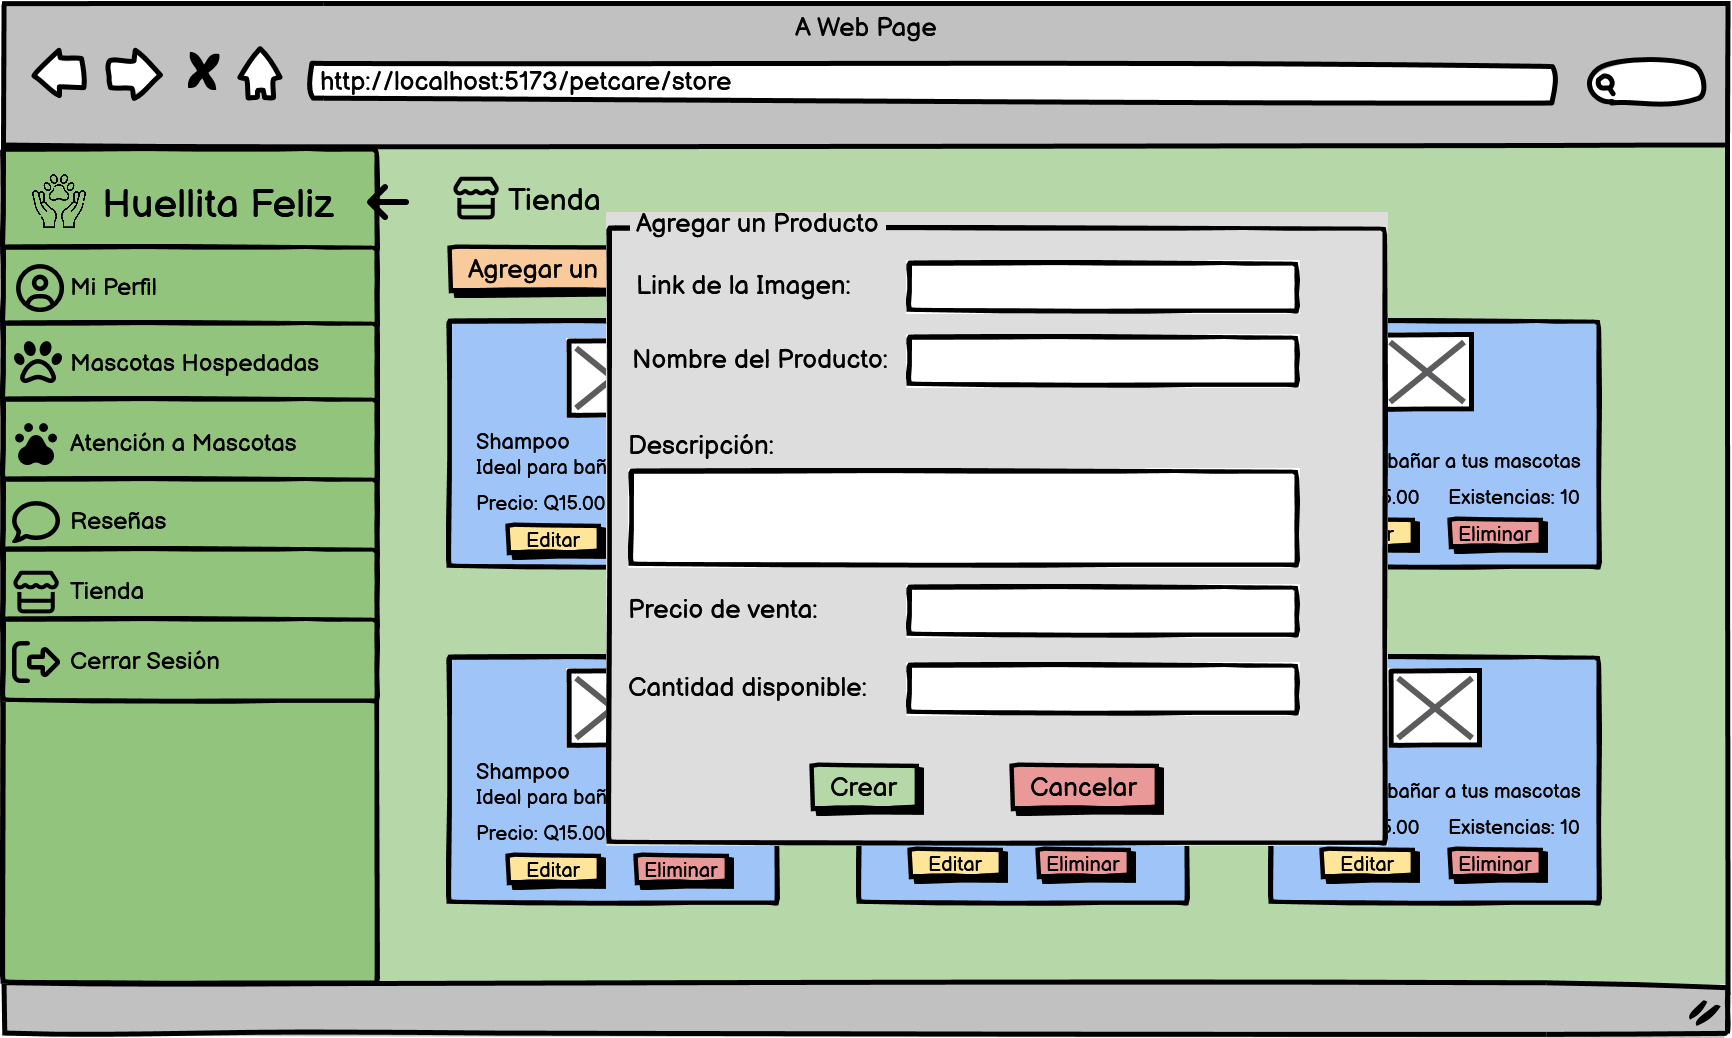 A Web Page
http://localhost:5173/petcare/store
Huellita Feliz
Mi Perfil
Mascotas Hospedadas
Atención a Mascotas
Reseñas
Tienda
Cerrar Sesión
Tienda
Agregar un
Agregar un Producto
Link de la Imagen:
Nombre del Producto:
Descripción:
Precio de venta:
Cantidad disponible:
Crear
Cancelar
Shampoo
Ideal para bañ
Precio: Q15.00
Editar
bañar a tus mascotas
5.00 Existencias: 10
r Eliminar
Shampoo
Ideal para bañ
Precio: Q15.00
Editar Eliminar
Editar Eliminar
bañar a tus mascotas
5.00 Existencias: 10
Editar Eliminar